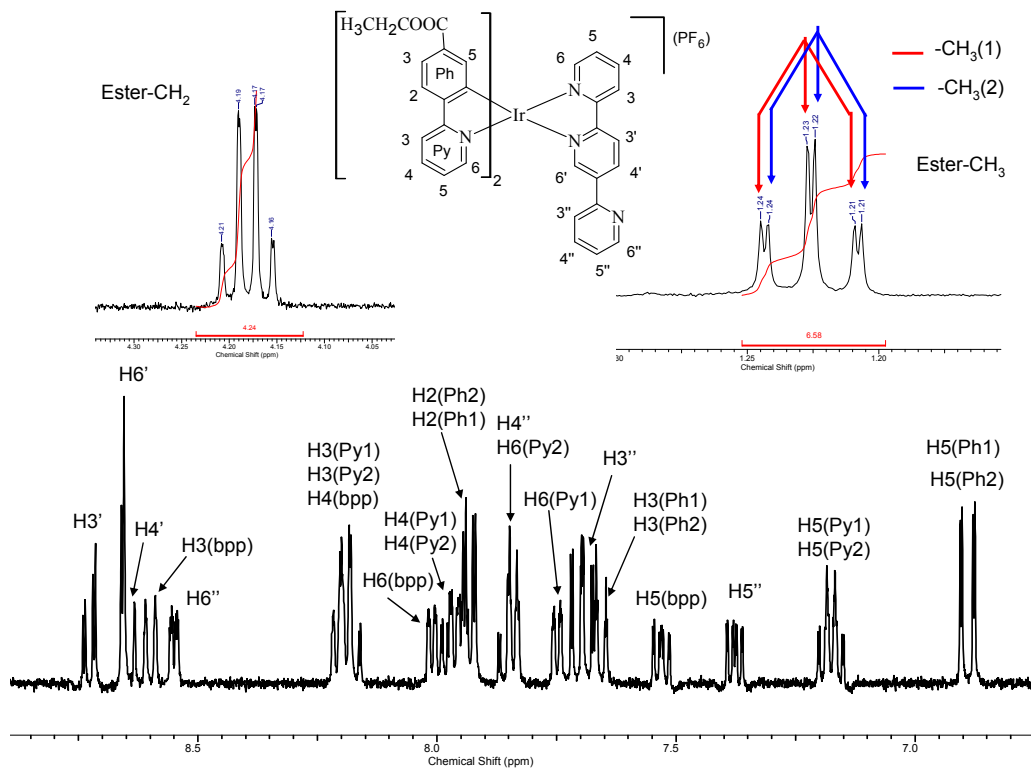 Ester-CH2
4.21
4.19
4.17
4.17
4.16
4.24
4.30
4.25
4.20
4.15
4.10
4.05
Chemical Shift (ppm)
H3CH2COOC
(PF6)
3
Ph
5
2
3
Py
4
5
6
2
Ir
5
6
4
N
3
N
N
3'
6'
4'
3''
N
4''
5''
6''
-CH3(1)
-CH3(2)
Ester-CH3
1.24
1.24
1.23
1.22
1.21
1.21
6.58
30
1.25
1.20
Chemical Shift (ppm)
H3'
H6'
H4'
H3(bpp)
H6''
H3(Py1)
H3(Py2)
H4(bpp)
H6(bpp)
H4(Py1)
H4(Py2)
H2(Ph2)
H2(Ph1)
H4''
H6(Py2)
H6(Py1)
H3''
H3(Ph1)
H3(Ph2)
H5(bpp)
H5''
H5(Py1)
H5(Py2)
H5(Ph1)
H5(Ph2)
8.5
8.0
7.5
7.0
Chemical Shift (ppm)